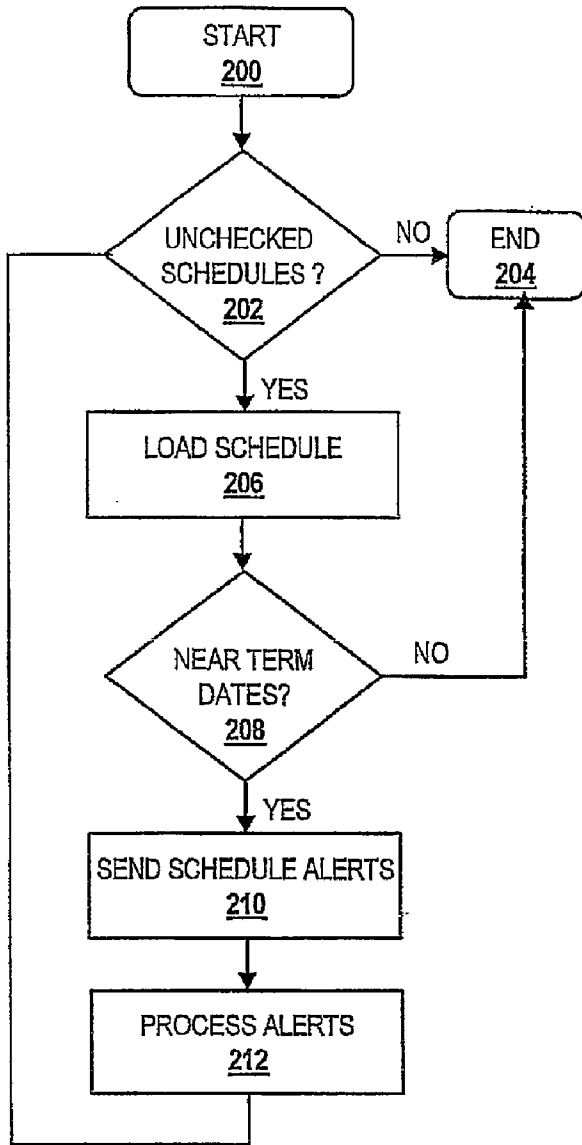 START
200
UNCHECKED
SCHEDULES ?
202
NO
END
204
YES
LOAD SCHEDULE
206
NEAR TERM
DATES?
208
NO
YES
SEND SCHEDULE ALERTS
210
PROCESS ALERTS
212